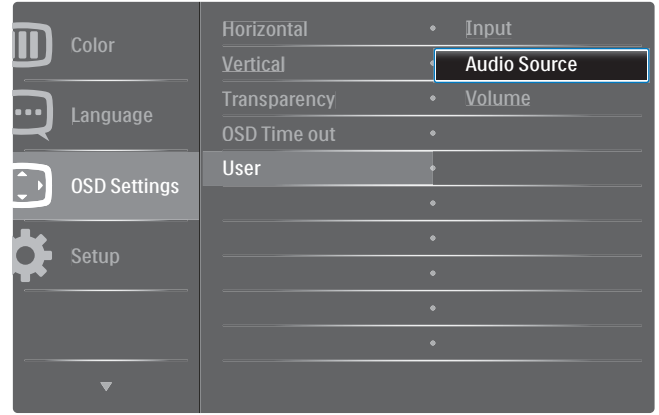 Color
Language
OSD Settings
Setup
Horizontal
Vertical
Transparency
OSD Time out
User
Input
Audio Source
Volume